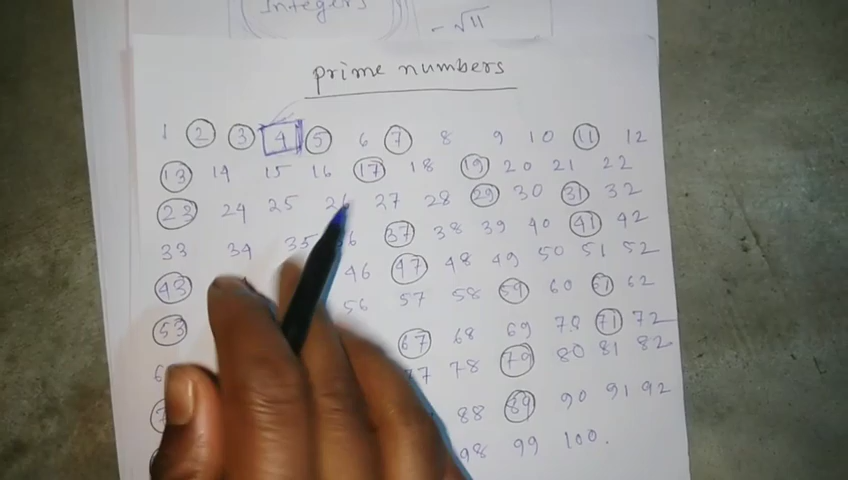 Integers
- √11
prime numbers
1 2 3 4 5 6 7 8 9 10 11 12
13 14 15 16 17 18 19 20 21 22
23 24 25 26 27 28 29 30 31 32
33 34 35 36 37 38 39 40 41 42
43 46 47 48 49 50 51 52
53 56 57 58 59 60 61 62
67 68 69 70 71 72
77 78 79 80 81 82
88 89 90 91 92
98 99 100.